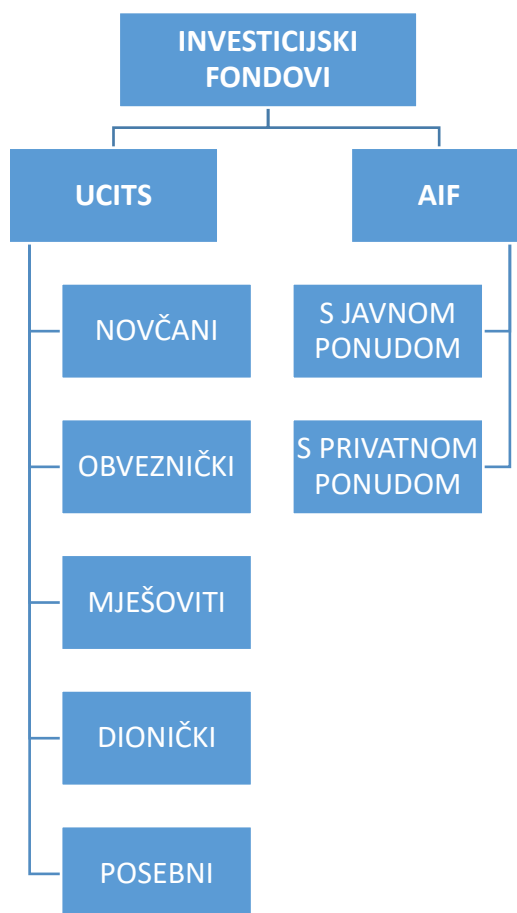 INVESTICIJSKI
FONDOVI
UCITS
AIF
NOVČANI
OBVEZNIČKI
MJEŠOVITI
DIONIČKI
POSEBNI
S JAVNOM
PONUDOM
S PRIVATNOM
PONUDOM